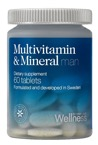 Multivitamin
& Mineral man
Dietary supplement
60 tablets
Formulated and developed in Sweden
Wellness